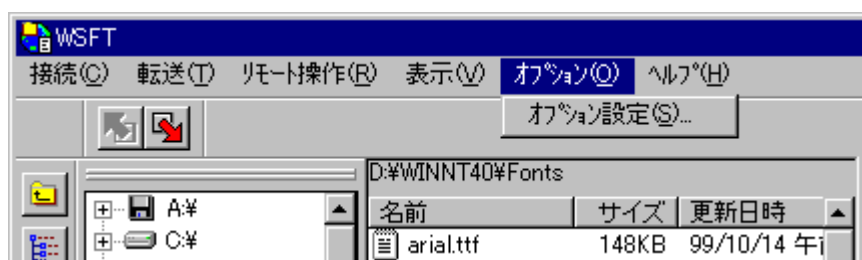 WSFT
接続(C) 転送(T) ﾘﾓｰﾄ操作(R) 表示(V) ｵﾌﾟｼｮﾝ(O) ﾍﾙﾌﾟ(H)
ｵﾌﾟｼｮﾝ設定(S)...
D:¥WINNT40¥Fonts
A:¥
C:¥
名前 サイズ 更新日時
arial.ttf 148KB 99/10/14 午